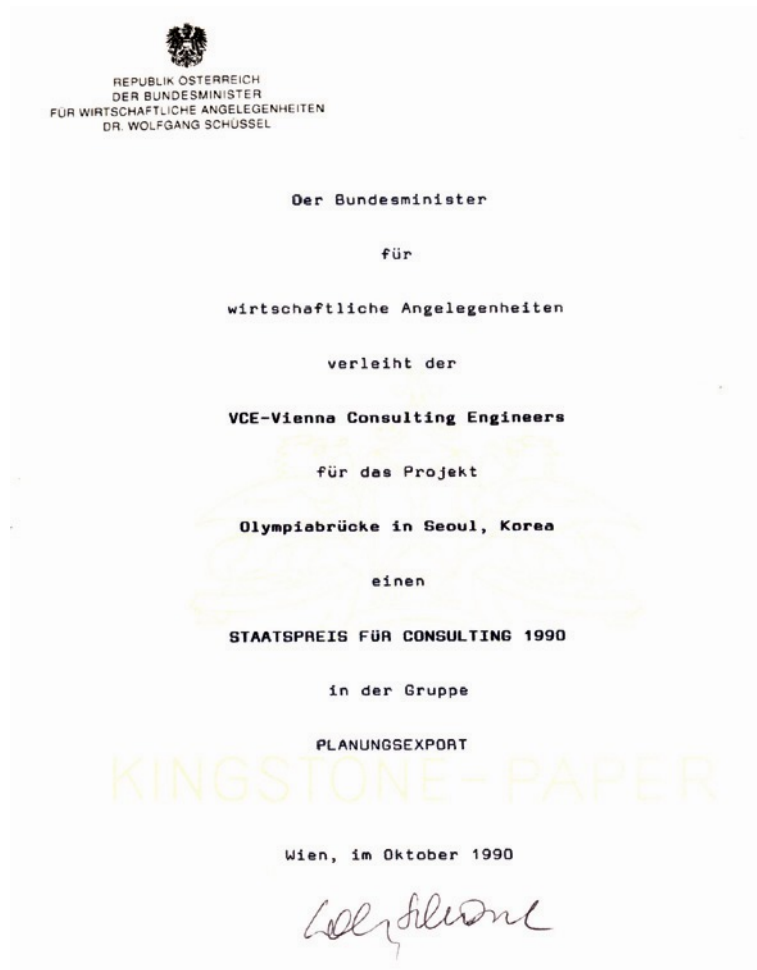 REPUBLIK ÖSTERREICH
DER BUNDESMINISTER
FÜR WIRTSCHAFTLICHE ANGELEGENHEITEN
DR. WOLFGANG SCHÜSSEL
Der Bundesminister
für
wirtschaftliche Angelegenheiten
verleiht der
VCE-Vienna Consulting Engineers
für das Projekt
Olympiabrücke in Seoul, Korea
einen
STAATSPREIS FÜR CONSULTING 1990
in der Gruppe
PLANUNGSEXPORT
KINGSTONE-PAPER
Wien, im Oktober 1990